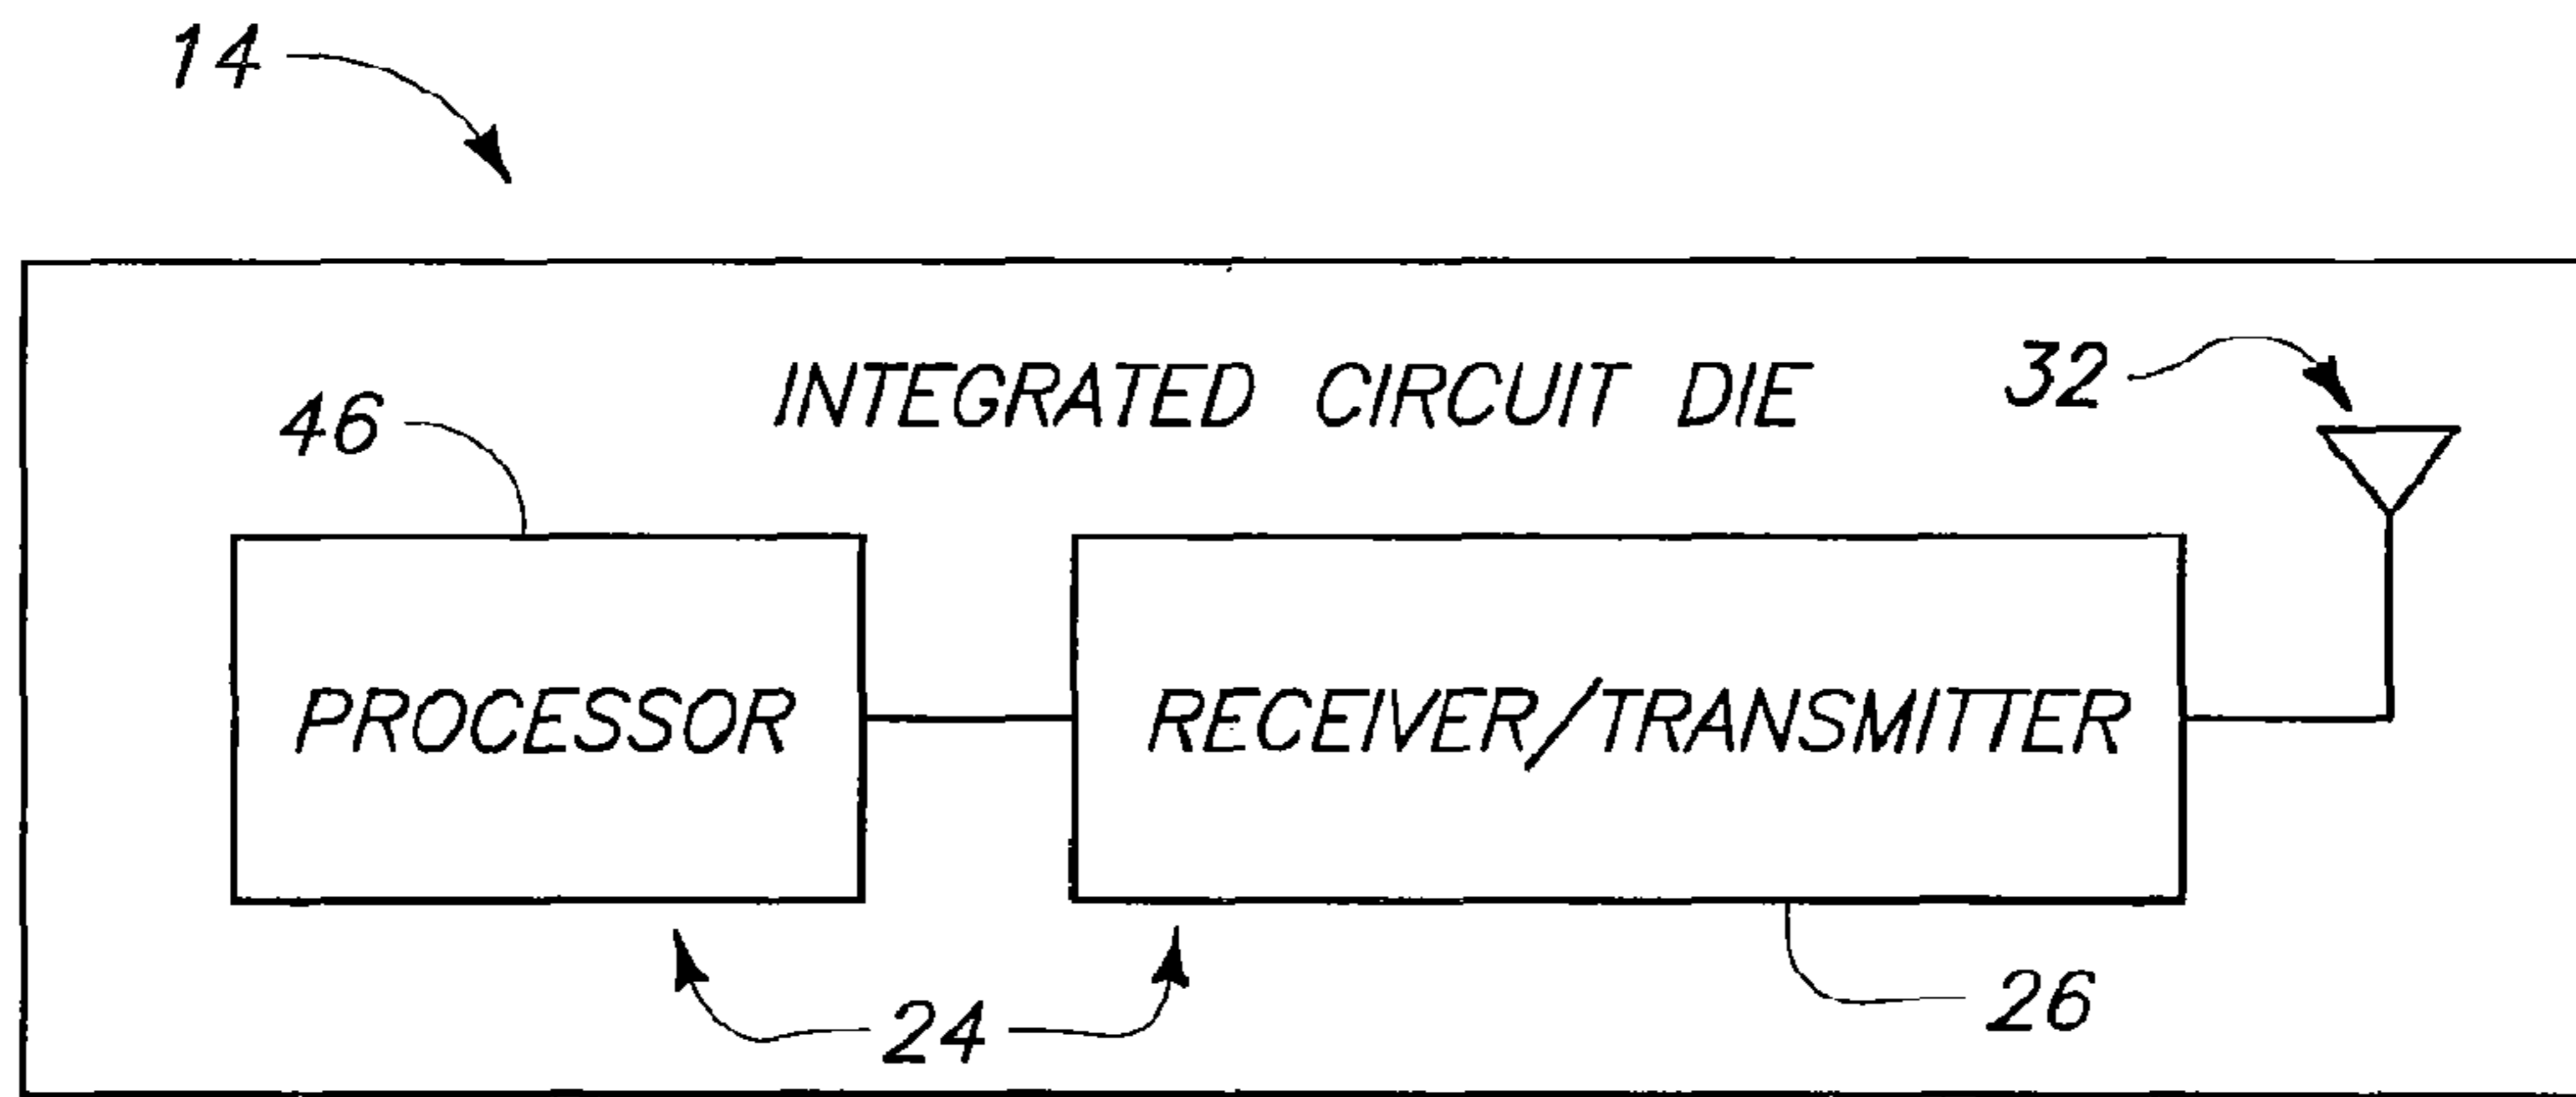 14
INTEGRATED CIRCUIT DIE
32
46
PROCESSOR
RECEIVER/TRANSMITTER
24
26